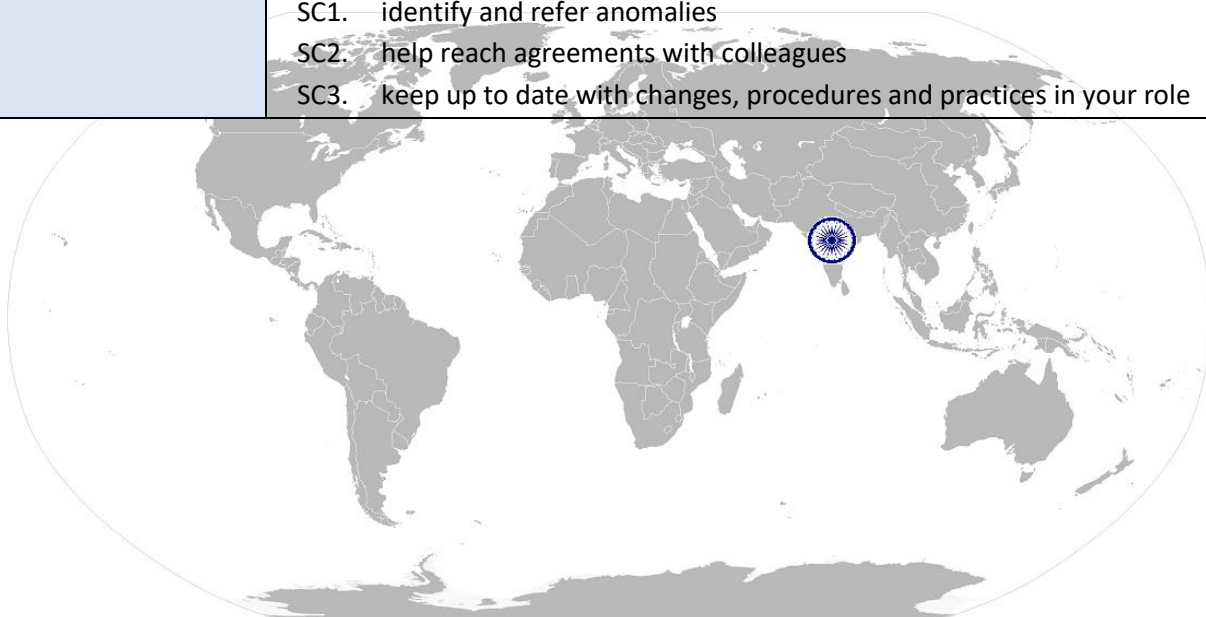 SC1. identify and refer anomalies
SC2. help reach agreements with colleagues
SC3. keep up to date with changes, procedures and practices in your role